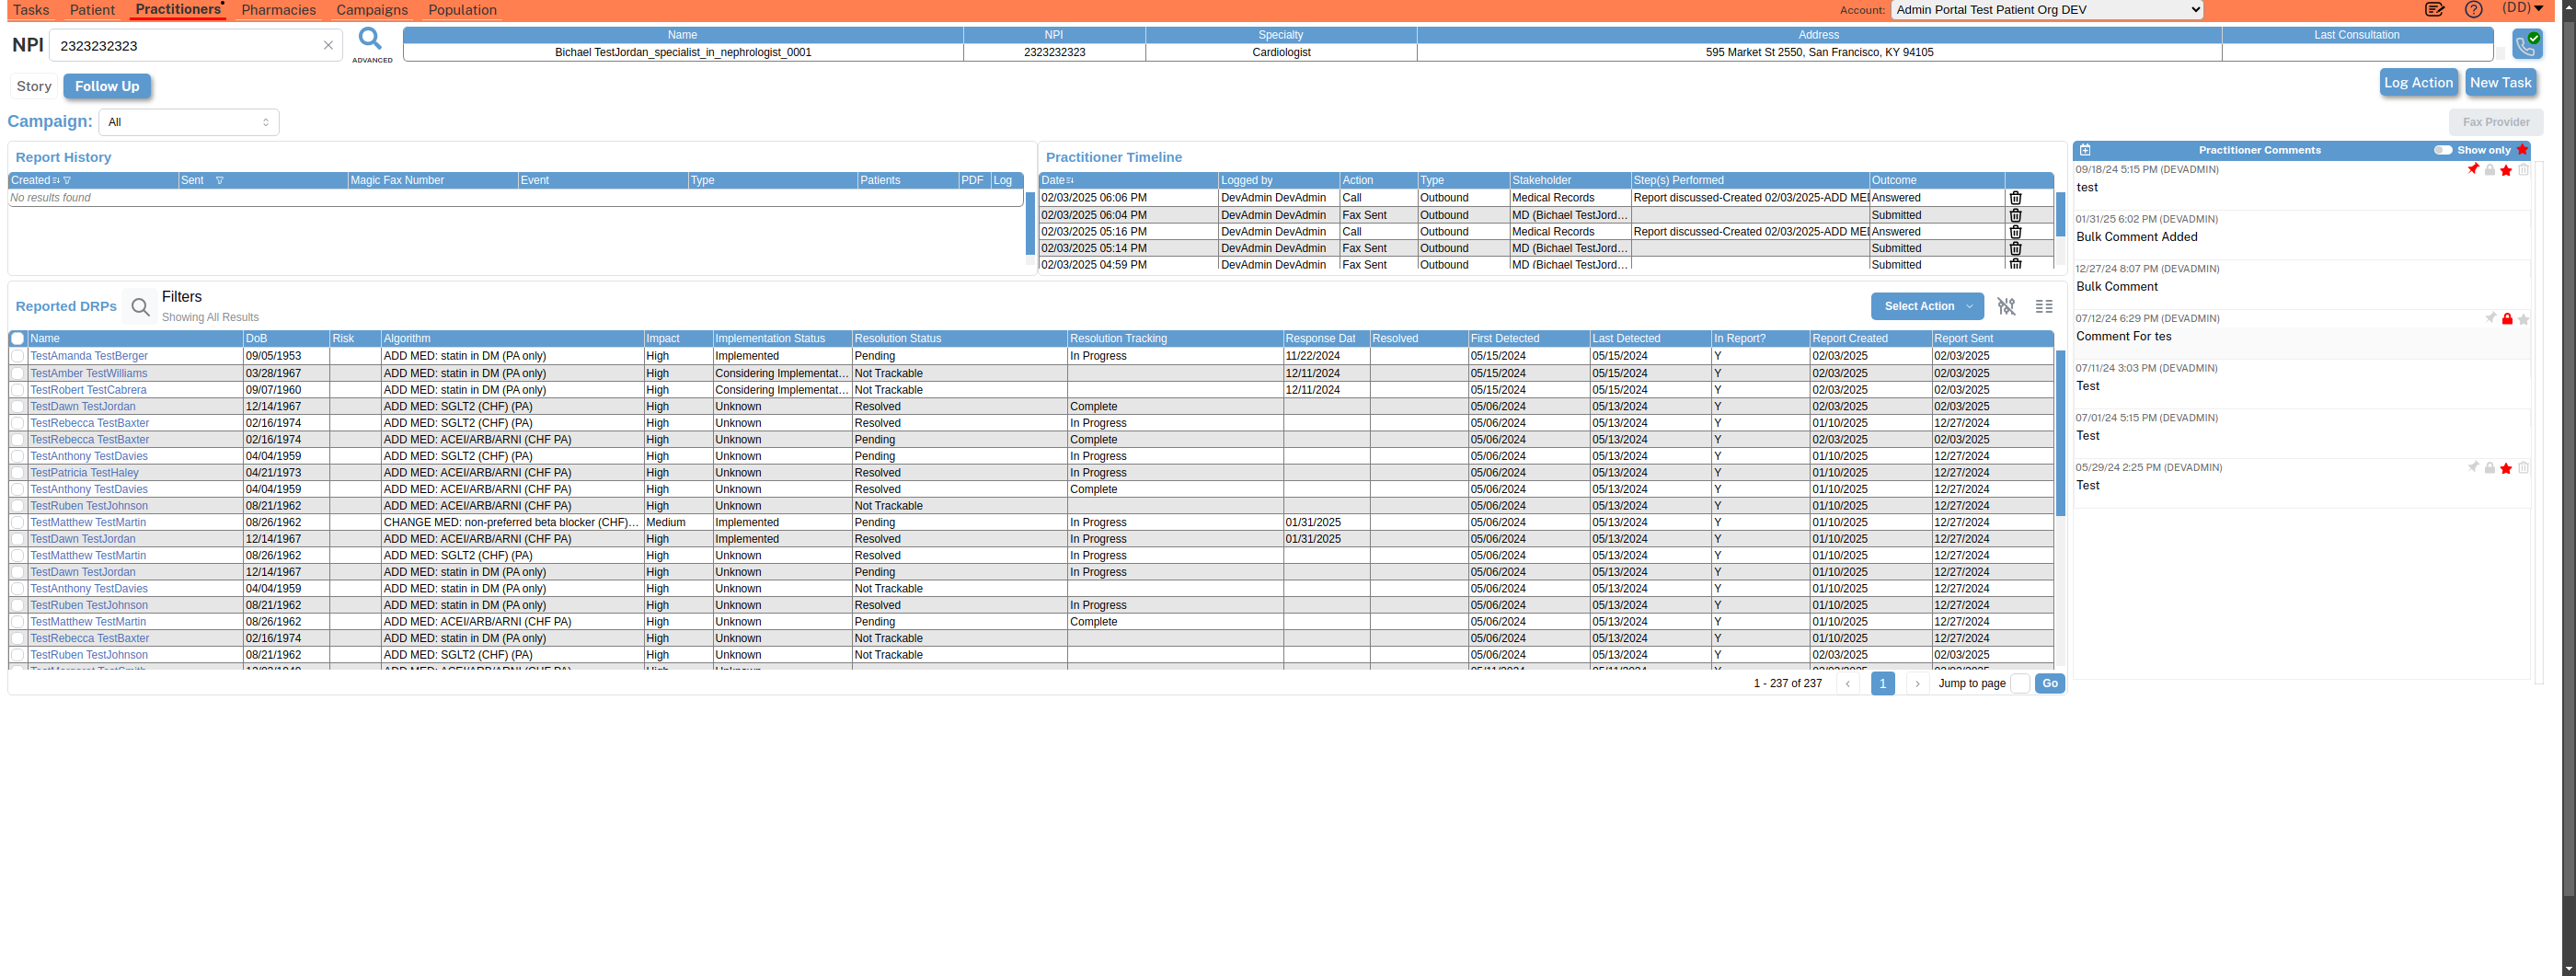 Tasks Patient Practitioners Pharmacies Campaigns Population Account: Admin Portal Test Patient Org DEV (DD)
NPI 2323232323 ADVANCED
Name NPI Specialty Address Last Consultation
Bichael TestJordan_specialist_in_nephrologist_0001 2323232323 Cardiologist 595 Market St 2550, San Francisco, KY 94105
Story Follow Up Log Action New Task
Campaign: All Fax Provider
Report History
Created Sent Magic Fax Number Event Type Patients PDF Log
No results found
Practitioner Timeline
Date Logged by Action Type Stakeholder Step(s) Performed Outcome
02/03/2025 06:06 PM DevAdmin DevAdmin Call Outbound Medical Records Report discussed-Created 02/03/2025-ADD MEI Answered
02/03/2025 06:04 PM DevAdmin DevAdmin Fax Sent Outbound MD (Bichael TestJord... Submitted
02/03/2025 05:16 PM DevAdmin DevAdmin Call Outbound Medical Records Report discussed-Created 02/03/2025-ADD MEI Answered
02/03/2025 05:14 PM DevAdmin DevAdmin Fax Sent Outbound MD (Bichael TestJord... Submitted
02/03/2025 04:59 PM DevAdmin DevAdmin Fax Sent Outbound MD (Bichael TestJord... Submitted
Practitioner Comments Show only
09/18/24 5:15 PM (DEVADMIN)
test
01/31/25 6:02 PM (DEVADMIN)
Bulk Comment Added
12/27/24 8:07 PM (DEVADMIN)
Bulk Comment
07/12/24 6:29 PM (DEVADMIN)
Comment For tes
07/11/24 3:03 PM (DEVADMIN)
Test
07/01/24 5:15 PM (DEVADMIN)
Test
05/29/24 2:25 PM (DEVADMIN)
Test
Reported DRPs Filters
Showing All Results
Select Action
Name DoB Risk Algorithm Impact Implementation Status Resolution Status Resolution Tracking Response Dat Resolved First Detected Last Detected In Report? Report Created Report Sent
TestAmanda TestBerger 09/05/1953 ADD MED: statin in DM (PA only) High Implemented Pending In Progress 11/22/2024 05/15/2024 05/15/2024 Y 02/03/2025 02/03/2025
TestAmber TestWilliams 03/28/1967 ADD MED: statin in DM (PA only) High Considering Implementat... Not Trackable 12/11/2024 05/15/2024 05/15/2024 Y 02/03/2025 02/03/2025
TestRobert TestCabrera 09/07/1960 ADD MED: statin in DM (PA only) High Considering Implementat... Not Trackable 12/11/2024 05/15/2024 05/15/2024 Y 02/03/2025 02/03/2025
TestDawn TestJordan 12/14/1967 ADD MED: SGLT2 (CHF) (PA) High Unknown Resolved Complete 05/06/2024 05/13/2024 Y 02/03/2025 02/03/2025
TestRebecca TestBaxter 02/16/1974 ADD MED: SGLT2 (CHF) (PA) High Unknown Resolved In Progress 05/06/2024 05/13/2024 Y 01/10/2025 12/27/2024
TestRebecca TestBaxter 02/16/1974 ADD MED: ACEI/ARB/ARNI (CHF PA) High Unknown Pending Complete 05/06/2024 05/13/2024 Y 02/03/2025 02/03/2025
TestAnthony TestDavies 04/04/1959 ADD MED: SGLT2 (CHF) (PA) High Unknown Pending In Progress 05/06/2024 05/13/2024 Y 01/10/2025 12/27/2024
TestPatricia TestHaley 04/21/1973 ADD MED: ACEI/ARB/ARNI (CHF PA) High Unknown Resolved In Progress 05/06/2024 05/13/2024 Y 01/10/2025 12/27/2024
TestAnthony TestDavies 04/04/1959 ADD MED: ACEI/ARB/ARNI (CHF PA) High Unknown Resolved Complete 05/06/2024 05/13/2024 Y 01/10/2025 12/27/2024
TestRuben TestJohnson 08/21/1962 ADD MED: ACEI/ARB/ARNI (CHF PA) High Unknown Not Trackable 05/06/2024 05/13/2024 Y 01/10/2025 12/27/2024
TestMatthew TestMartin 08/26/1962 CHANGE MED: non-preferred beta blocker (CHF)... Medium Implemented Pending In Progress 01/31/2025 05/06/2024 05/13/2024 Y 01/10/2025 12/27/2024
TestDawn TestJordan 12/14/1967 ADD MED: ACEI/ARB/ARNI (CHF PA) High Implemented Resolved In Progress 01/31/2025 05/06/2024 05/13/2024 Y 01/10/2025 12/27/2024
TestMatthew TestMartin 08/26/1962 ADD MED: SGLT2 (CHF) (PA) High Unknown Resolved In Progress 05/06/2024 05/13/2024 Y 01/10/2025 12/27/2024
TestDawn TestJordan 12/14/1967 ADD MED: statin in DM (PA only) High Unknown Pending In Progress 05/06/2024 05/13/2024 Y 01/10/2025 12/27/2024
TestAnthony TestDavies 04/04/1959 ADD MED: statin in DM (PA only) High Unknown Not Trackable 05/06/2024 05/13/2024 Y 01/10/2025 12/27/2024
TestRuben TestJohnson 08/21/1962 ADD MED: statin in DM (PA only) High Unknown Resolved In Progress 05/06/2024 05/13/2024 Y 01/10/2025 12/27/2024
TestMatthew TestMartin 08/26/1962 ADD MED: ACEI/ARB/ARNI (CHF PA) High Unknown Pending Complete 05/06/2024 05/13/2024 Y 01/10/2025 12/27/2024
TestRebecca TestBaxter 02/16/1974 ADD MED: statin in DM (PA only) High Unknown Not Trackable 05/06/2024 05/13/2024 Y 01/10/2025 12/27/2024
TestRuben TestJohnson 08/21/1962 ADD MED: SGLT2 (CHF) (PA) High Unknown Not Trackable 05/06/2024 05/13/2024 Y 02/03/2025 02/03/2025
1 - 237 of 237 1 Jump to page Go